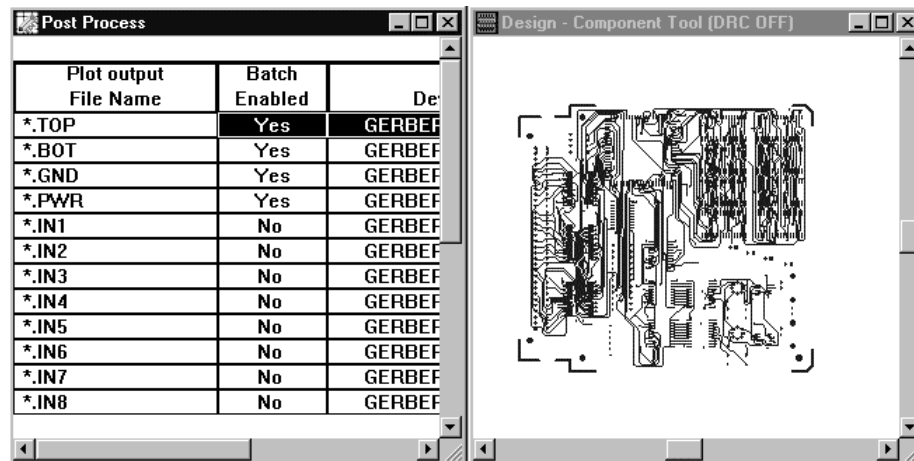 Post Process
Plot output File Name Batch Enabled De
*.TOP Yes GERBER
*.BOT Yes GERBER
*.GND Yes GERBER
*.PWR Yes GERBER
*.IN1 No GERBER
*.IN2 No GERBER
*.IN3 No GERBER
*.IN4 No GERBER
*.IN5 No GERBER
*.IN6 No GERBER
*.IN7 No GERBER
*.IN8 No GERBER
Design - Component Tool (DRC OFF)